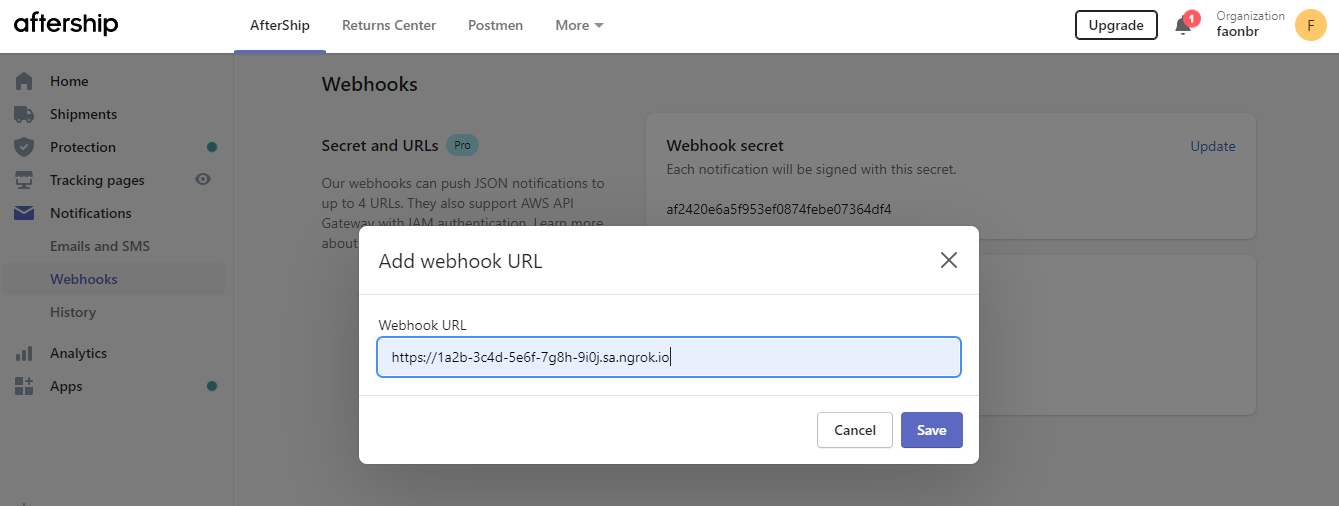 aftership
AfterShip
Returns Center
Postmen
More
Upgrade
1
Organization
faonbr
F
Home
Shipments
Protection
Tracking pages
Notifications
Emails and SMS
Webhooks
History
Analytics
Apps
Webhooks
Secret and URLs Pro
Our webhooks can push JSON notifications to
up to 4 URLs. They also support AWS API
Gateway with IAM authentication. Learn more
about
Webhook secret
Update
Each notification will be signed with this secret.
af2420e6a5f953ef0874febe07364df4
Add webhook URL
Webhook URL
https://1a2b-3c4d-5e6f-7g8h-9i0j.sa.ngrok.io
Cancel
Save